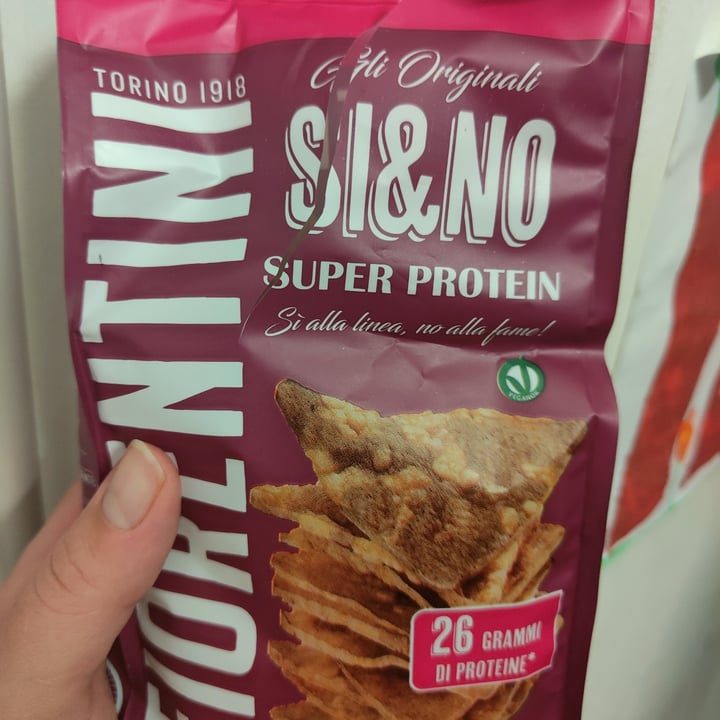 TORINO 1918
FIORENTINI
Gli Originali
SI&NO
SUPER PROTEIN
Sì alla linea, no alla fame!
VEGANOK
26 GRAMMI
DI PROTEINE*